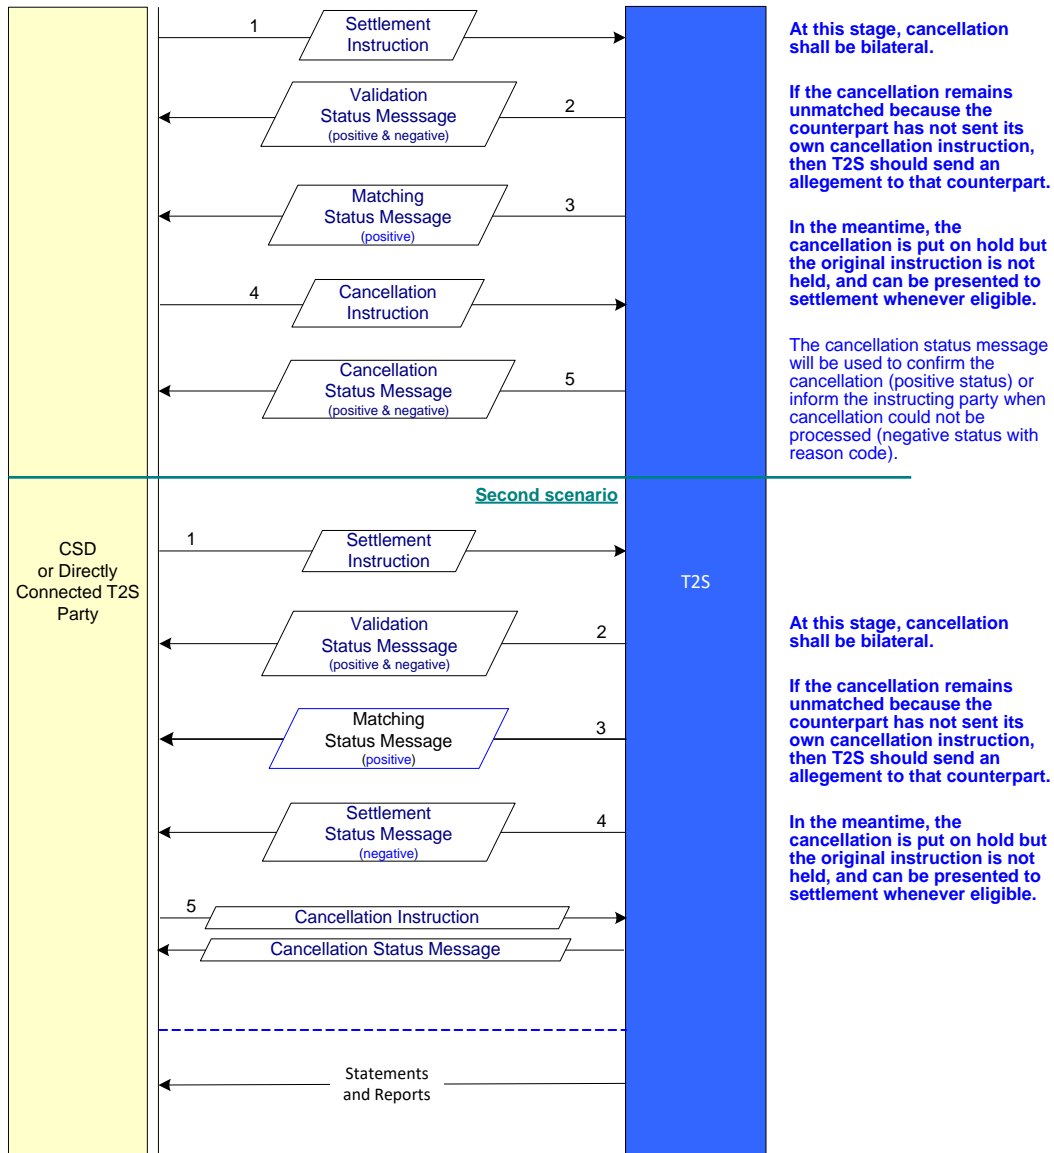 1
Settlement
Instruction
At this stage, cancellation
shall be bilateral.
Validation
Status Messsage
(positive & negative)
2
If the cancellation remains
unmatched because the
counterpart has not sent its
own cancellation instruction,
then T2S should send an
allegement to that counterpart.
Matching
Status Message
(positive)
3
In the meantime, the
cancellation is put on hold but
the original instruction is not
held, and can be presented to
settlement whenever eligible.
4
Cancellation
Instruction
Cancellation
Status Message
(positive & negative)
5
The cancellation status message
will be used to confirm the
cancellation (positive status) or
inform the instructing party when
cancellation could not be
processed (negative status with
reason code).
Second scenario
CSD
or Directly
Connected T2S
Party
1
Settlement
Instruction
T2S
Validation
Status Messsage
(positive & negative)
2
At this stage, cancellation
shall be bilateral.
Matching
Status Message
(positive)
3
If the cancellation remains
unmatched because the
counterpart has not sent its
own cancellation instruction,
then T2S should send an
allegement to that counterpart.
Settlement
Status Message
(negative)
4
In the meantime, the
cancellation is put on hold but
the original instruction is not
held, and can be presented to
settlement whenever eligible.
5
Cancellation Instruction
Cancellation Status Message
Statements
and Reports